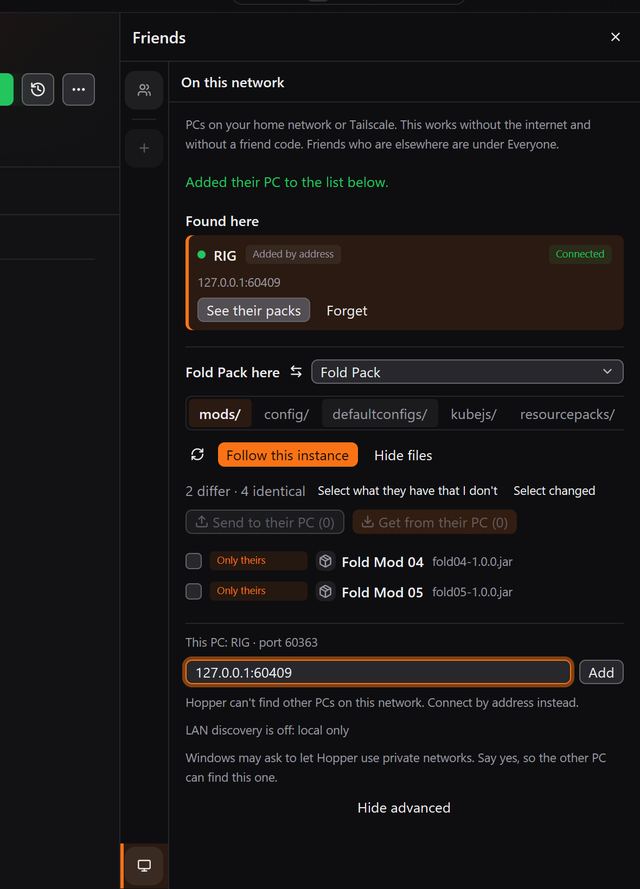 Friends
On this network
PCs on your home network or Tailscale. This works without the internet and
without a friend code. Friends who are elsewhere are under Everyone.
Added their PC to the list below.
Found here
RIG Added by address Connected
127.0.0.1:60409
See their packs Forget
Fold Pack here Fold Pack
mods/ config/ defaultconfigs/ kubejs/ resourcepacks/
Follow this instance Hide files
2 differ · 4 identical Select what they have that I don't Select changed
Send to their PC (0) Get from their PC (0)
Only theirs Fold Mod 04 fold04-1.0.0.jar
Only theirs Fold Mod 05 fold05-1.0.0.jar
This PC: RIG · port 60363
127.0.0.1:60409 Add
Hopper can't find other PCs on this network. Connect by address instead.
LAN discovery is off: local only
Windows may ask to let Hopper use private networks. Say yes, so the other PC
can find this one.
Hide advanced